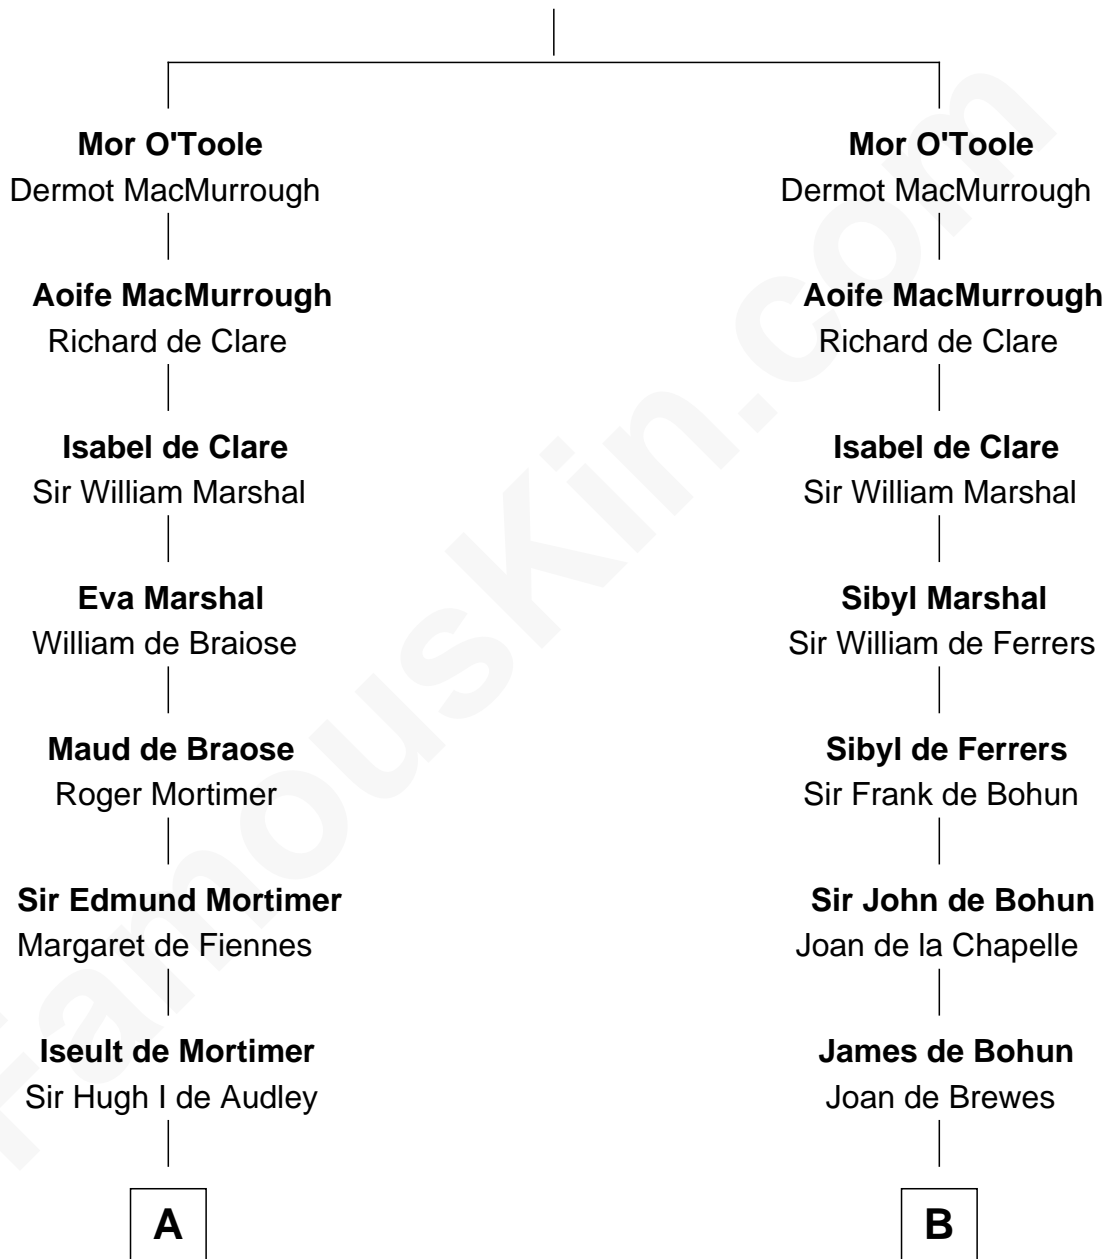 Mor O'Toole
Dermot MacMurrough
Aoife MacMurrough
Richard de Clare
Isabel de Clare
Sir William Marshal
Eva Marshal
William de Braiose
Maud de Braose
Roger Mortimer
Sir Edmund Mortimer
Margaret de Fiennes
Iseult de Mortimer
Sir Hugh I de Audley
A
Mor O'Toole
Dermot MacMurrough
Aoife MacMurrough
Richard de Clare
Isabel de Clare
Sir William Marshal
Sibyl Marshal
Sir William de Ferrers
Sibyl de Ferrers
Sir Frank de Bohun
Sir John de Bohun
Joan de la Chapelle
James de Bohun
Joan de Brewes
B
FamousKin.com